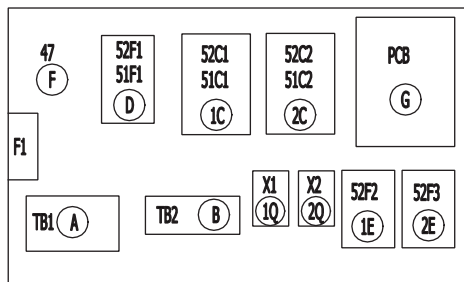 47
F
52F1
51F1
D
52C1
51C1
1C
52C2
51C2
2C
PCB
G
F1
TB1 A
TB2 B
X1
1Q
X2
2Q
52F2
1E
52F3
2E